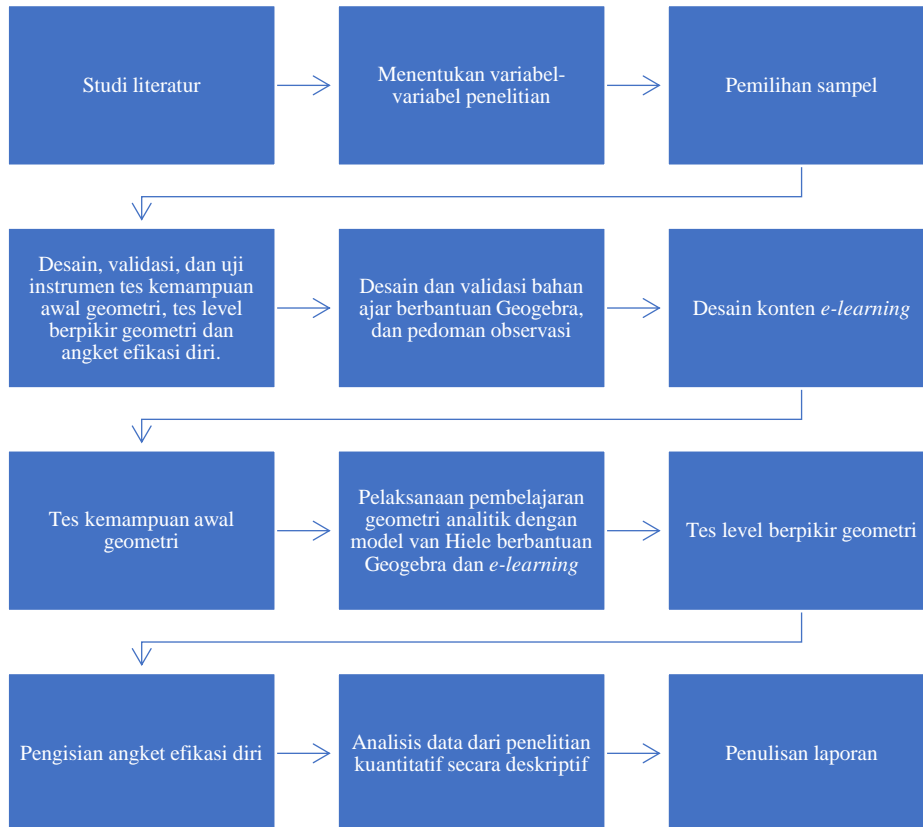 Studi literatur
Menentukan variabel-
variabel penelitian
Pemilihan sampel
Desain, validasi, dan uji
instrumen tes kemampuan
awal geometri, tes level
berpikir geometri dan
angket efikasi diri.
Desain dan validasi bahan
ajar berbantuan Geogebra,
dan pedoman observasi
Desain konten e-learning
Tes kemampuan awal
geometri
Pelaksanaan pembelajaran
geometri analitik dengan
model van Hiele berbantuan
Geogebra dan e-learning
Tes level berpikir geometri
Pengisian angket efikasi diri
Analisis data dari penelitian
kuantitatif secara deskriptif
Penulisan laporan